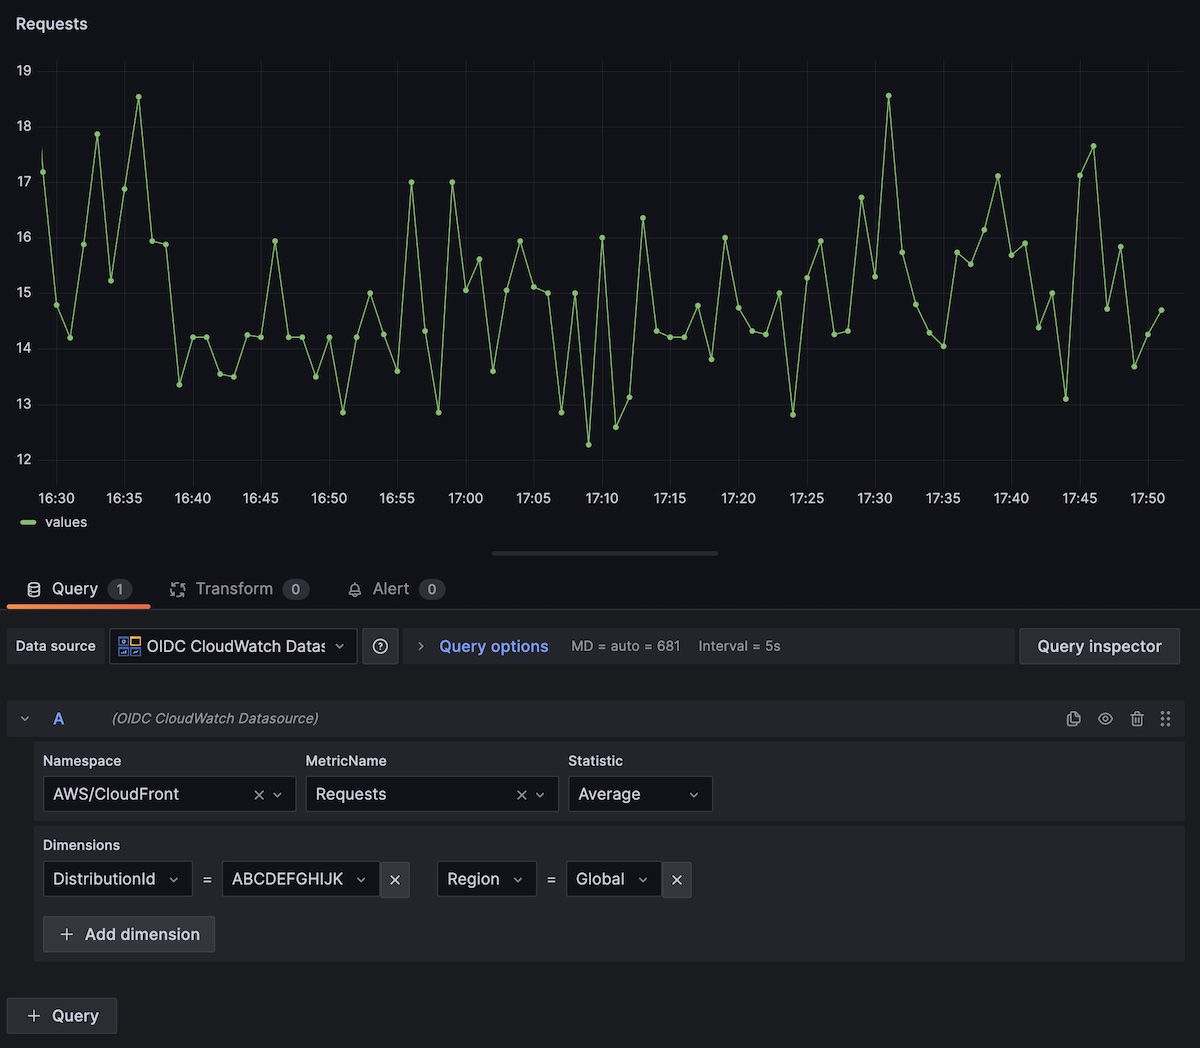 Requests
19
18
17
16
15
14
13
12
16:30 16:35 16:40 16:45 16:50 16:55 17:00 17:05 17:10 17:15 17:20 17:25 17:30 17:35 17:40 17:45 17:50
values
Query 1 Transform 0 Alert 0
Data source OIDC CloudWatch Datas Query options MD = auto = 681 Interval = 5s Query inspector
A (OIDC CloudWatch Datasource)
Namespace MetricName Statistic
AWS/CloudFront Requests Average
Dimensions
DistributionId = ABCDEFGHIJK Region = Global
+ Add dimension
+ Query